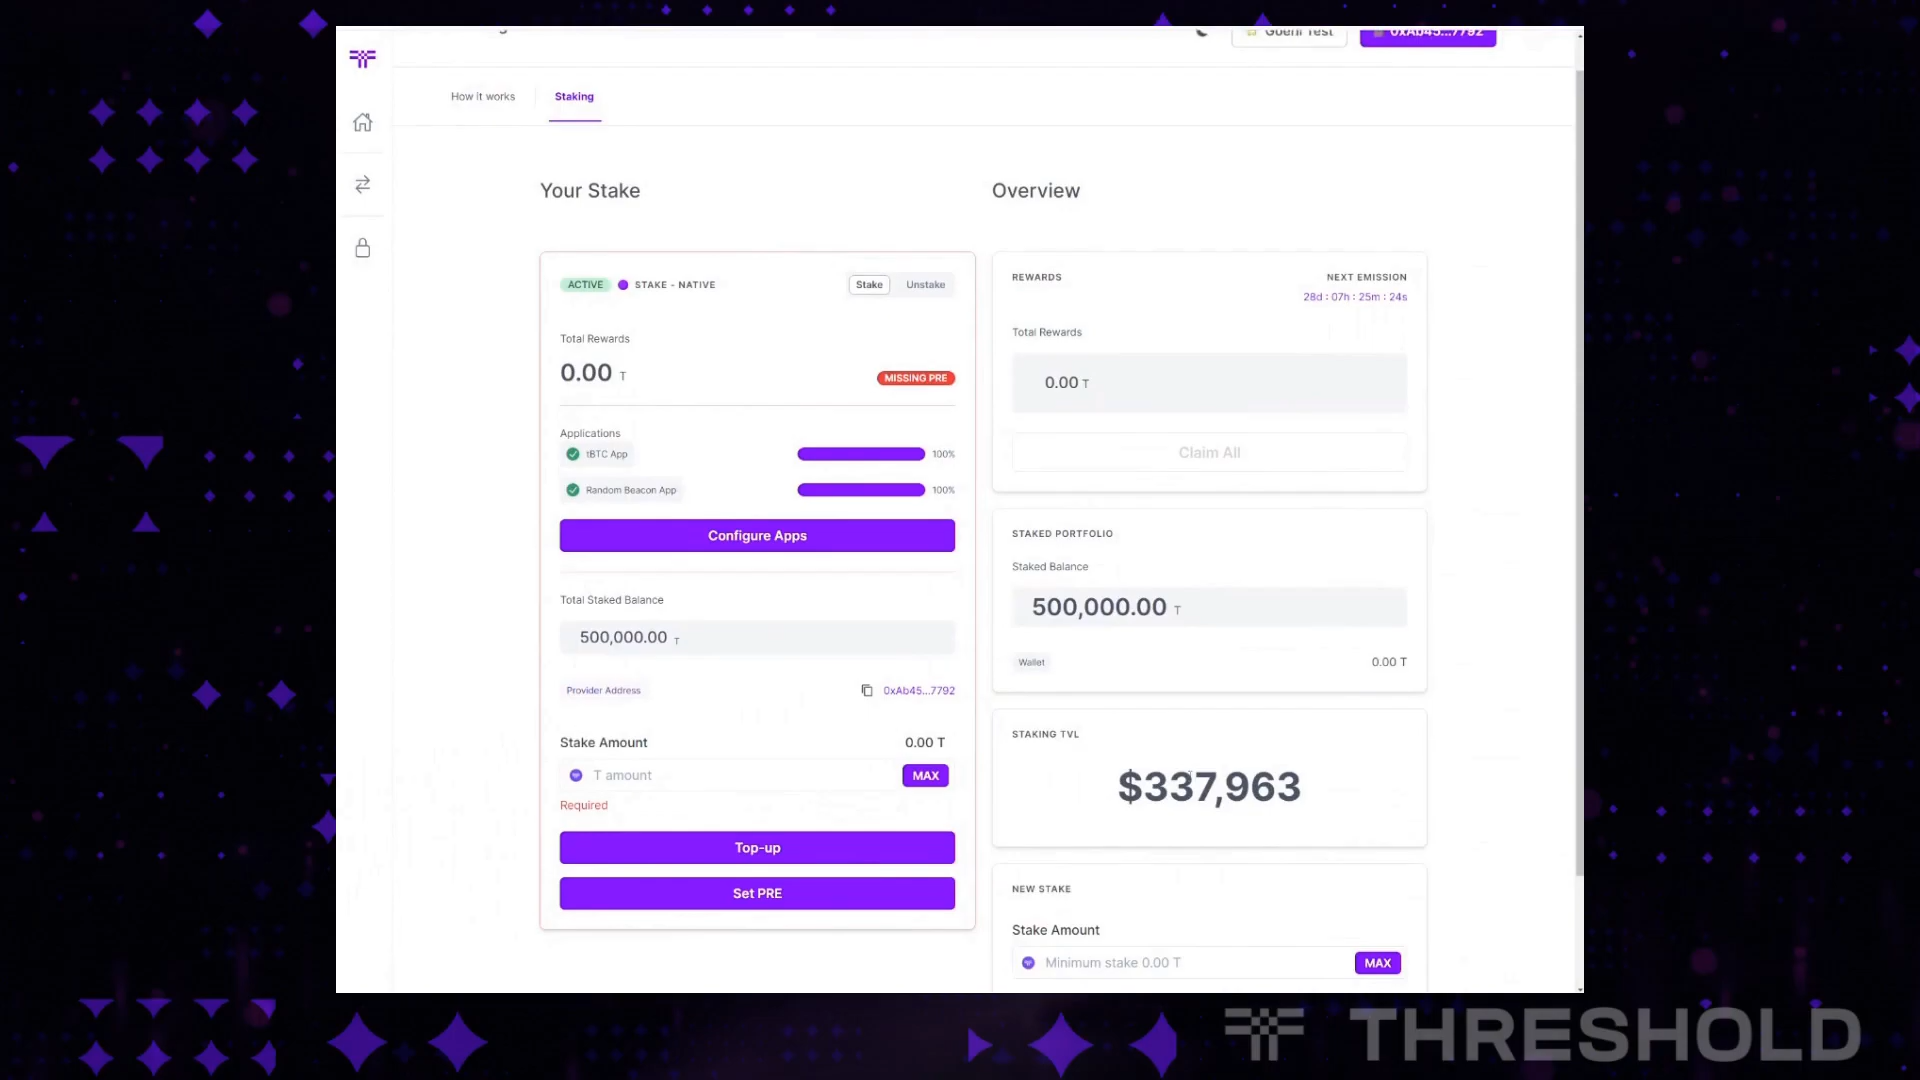 Goerli Test
0xAb45...7792
How it works
Staking
Your Stake
Overview
ACTIVE
STAKE - NATIVE
Stake
Unstake
Total Rewards
0.00 T
MISSING PRE
Applications
tBTC App
100%
Random Beacon App
100%
Configure Apps
Total Staked Balance
500,000.00 T
Provider Address
0xAb45...7792
Stake Amount
0.00 T
T amount
MAX
Required
Top-up
Set PRE
REWARDS
NEXT EMISSION
28d : 07h : 25m : 24s
Total Rewards
0.00 T
Claim All
STAKED PORTFOLIO
Staked Balance
500,000.00 T
Wallet
0.00 T
STAKING TVL
$337,963
NEW STAKE
Stake Amount
Minimum stake 0.00 T
MAX
THRESHOLD